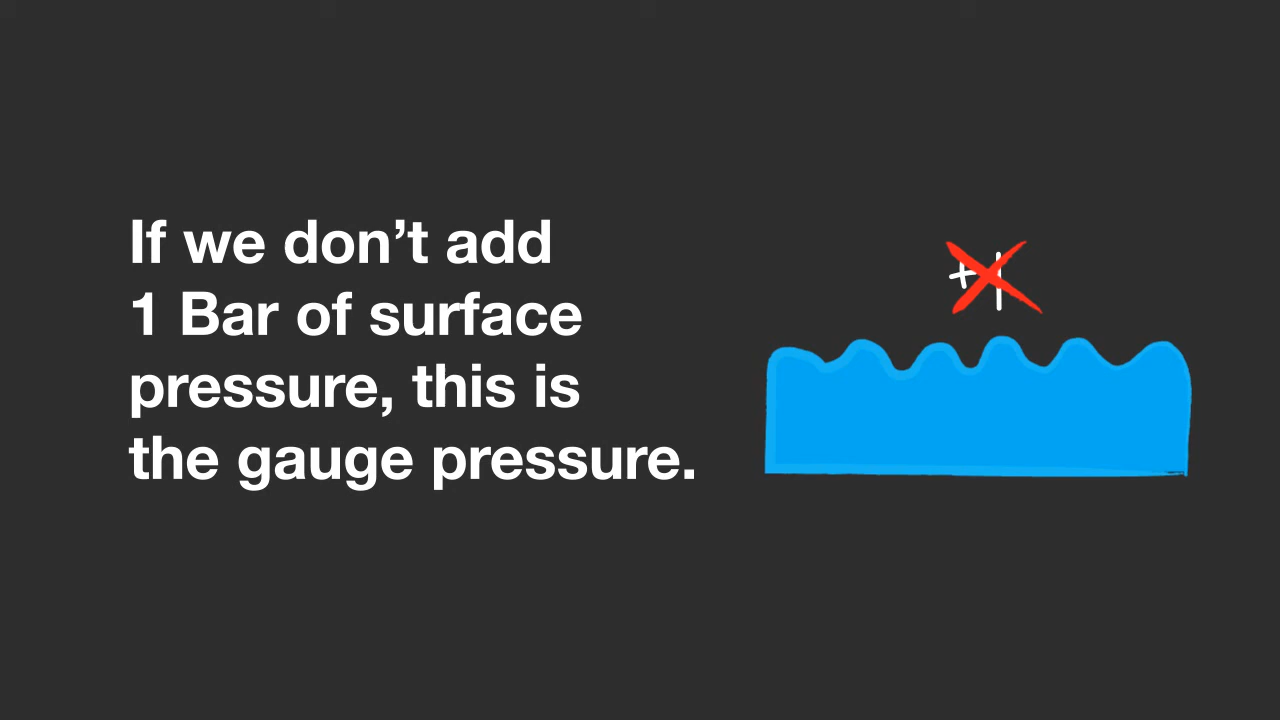 If we don’t add
1 Bar of surface
pressure, this is
the gauge pressure.
+1